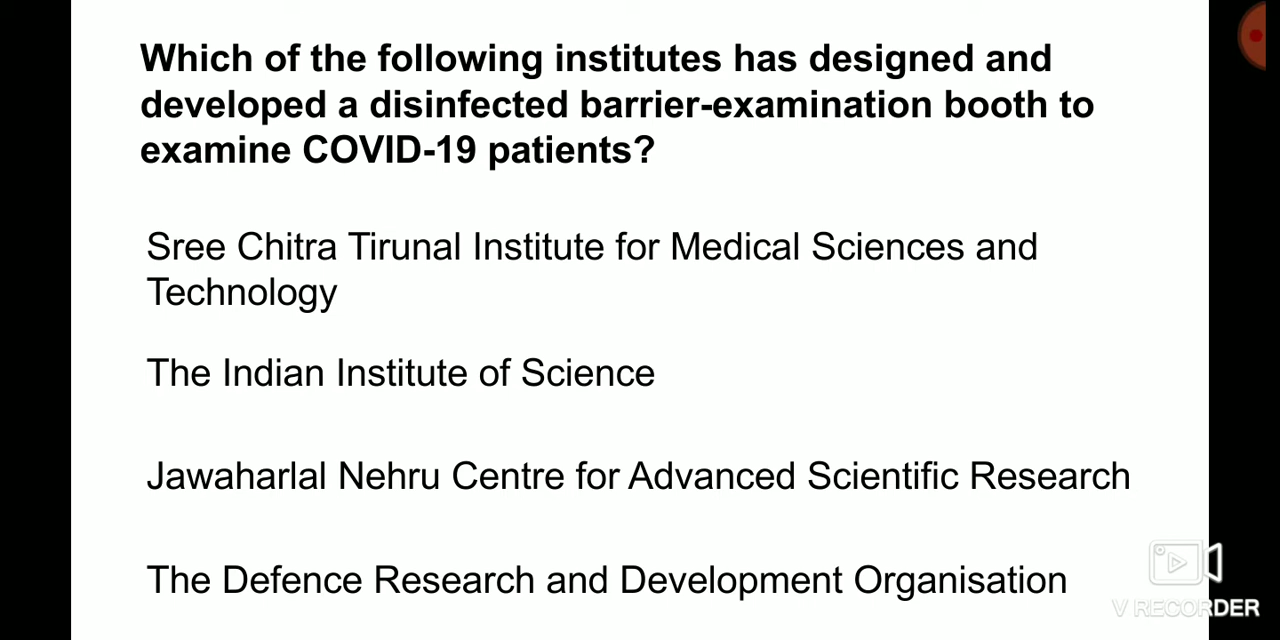 Which of the following institutes has designed and
developed a disinfected barrier-examination booth to
examine COVID-19 patients?
Sree Chitra Tirunal Institute for Medical Sciences and
Technology
The Indian Institute of Science
Jawaharlal Nehru Centre for Advanced Scientific Research
The Defence Research and Development Organisation
V RECORDER